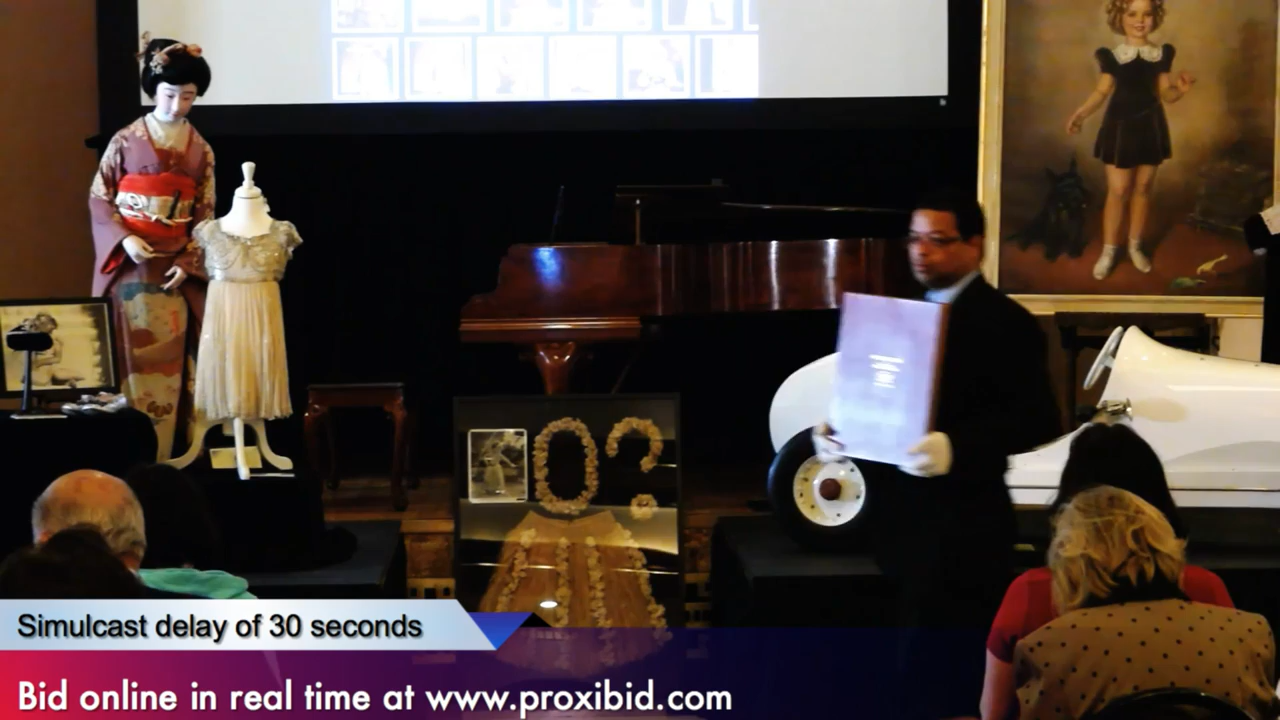 Simulcast delay of 30 seconds
Bid online in real time at www.proxibid.com